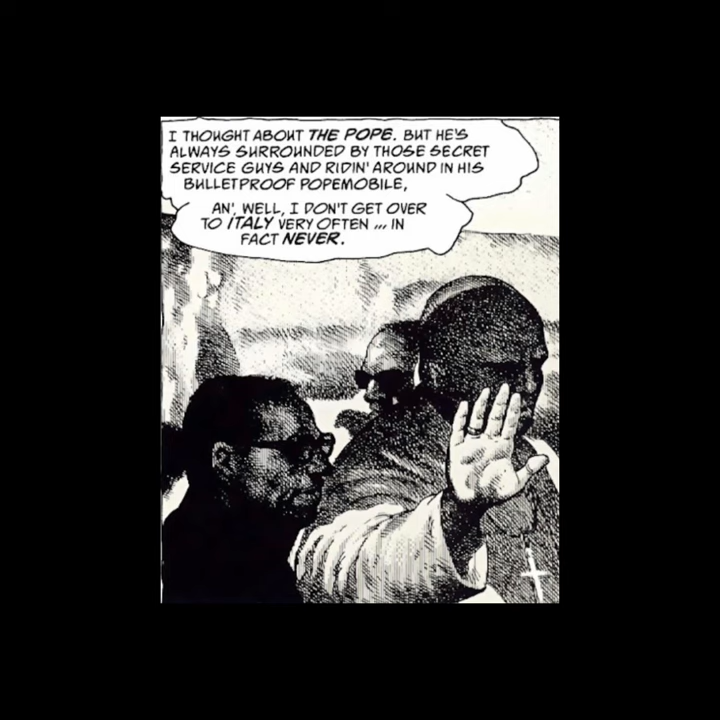 I THOUGHT ABOUT THE POPE. BUT HE'S
ALWAYS SURROUNDED BY THOSE SECRET
SERVICE GUYS AND RIDIN' AROUND IN HIS
BULLETPROOF POPEMOBILE,
AN', WELL, I DON'T GET OVER
TO ITALY VERY OFTEN ... IN
FACT NEVER.